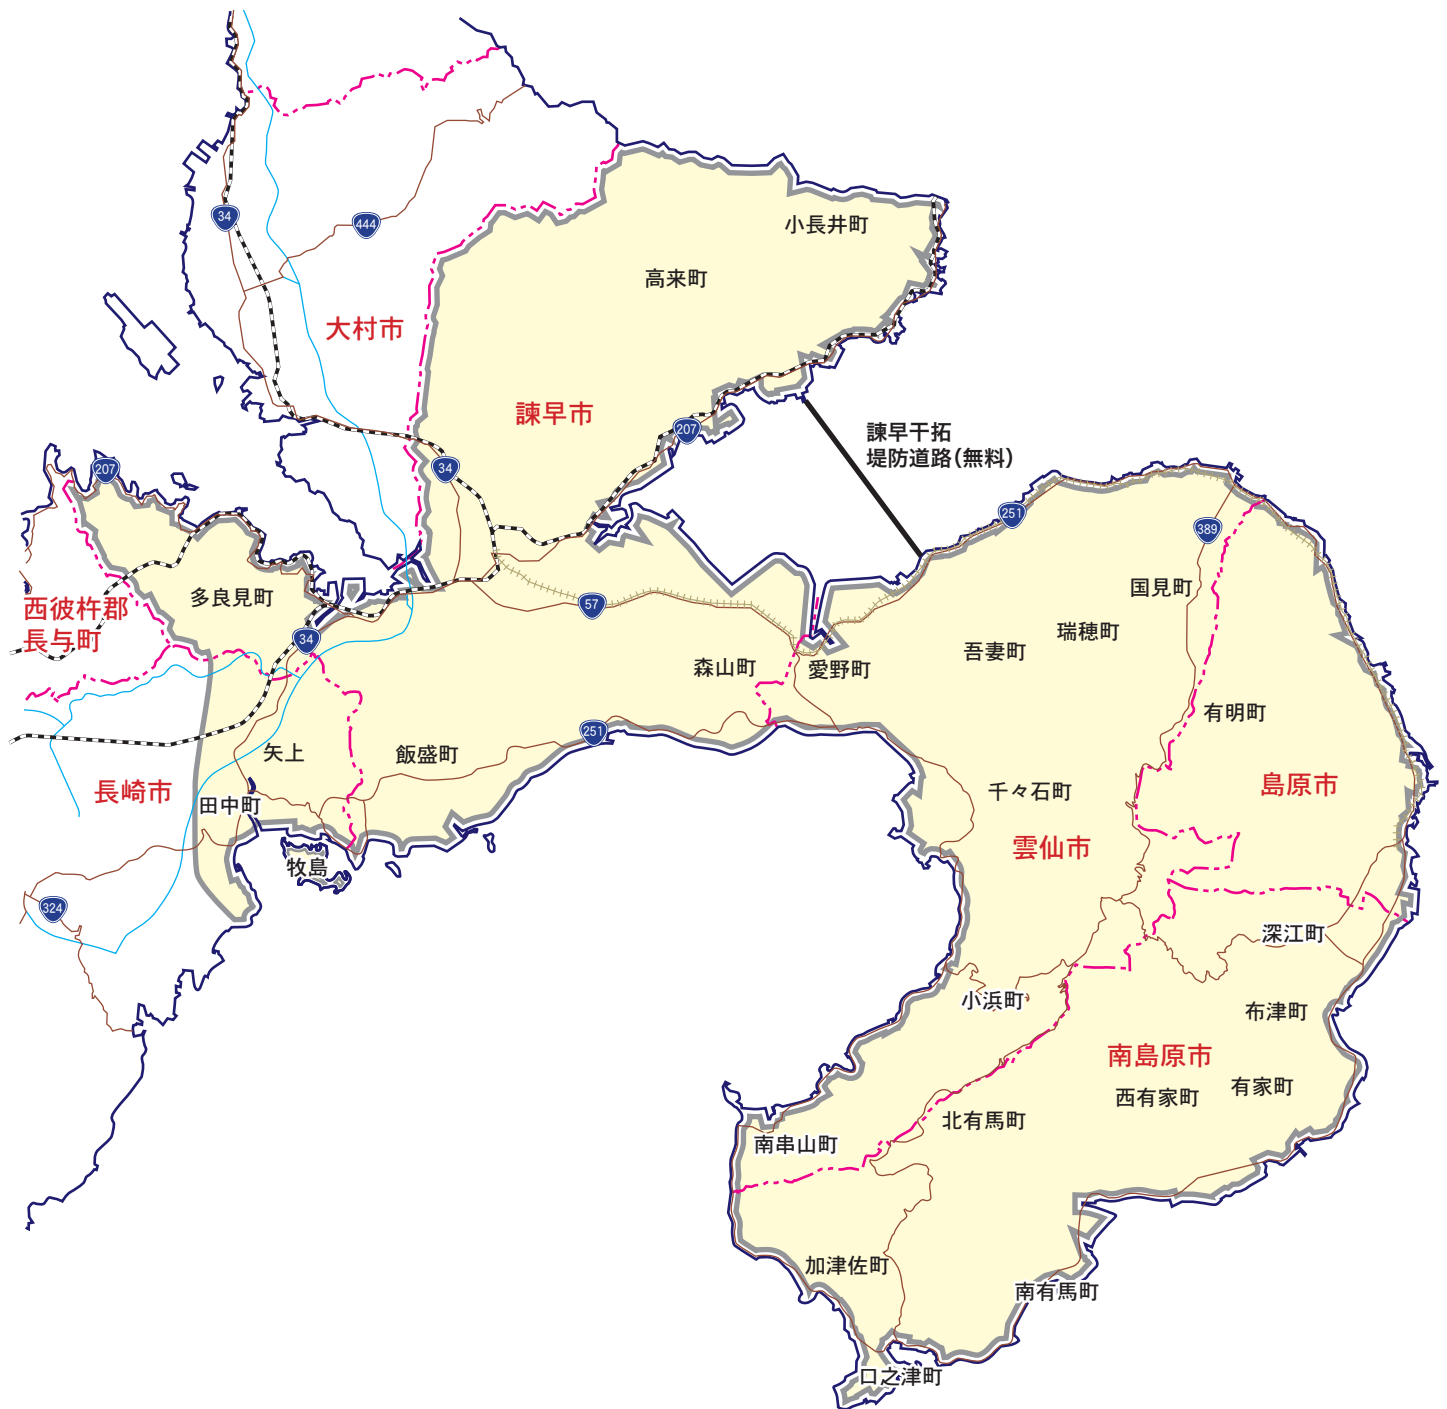 34
444
小長井町
高来町
大村市
諫早市
207
諫早干拓
堤防道路(無料)
34
207
251
389
多良見町
57
国見町
西彼杵郡
長与町
34
瑞穂町
吾妻町
森山町
愛野町
有明町
251
矢上
飯盛町
長崎市
田中町
千々石町
島原市
雲仙市
牧島
324
深江町
小浜町
布津町
南島原市
有家町
西有家町
北有馬町
南串山町
加津佐町
南有馬町
口之津町